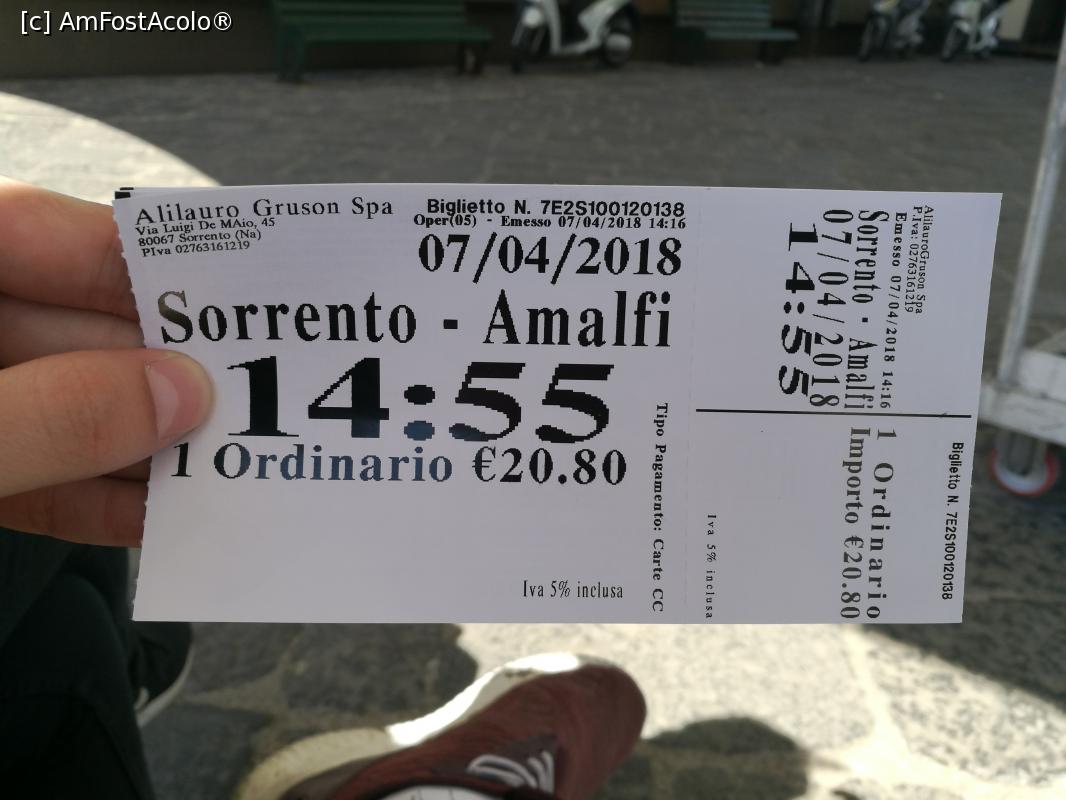 [c] AmFostAcolo®
Alilauro Gruson Spa
Via Luigi De MAio, 45
80067 Sorrento (Na)
PIva 02763161219
Biglietto N. 7E2S100120138
Oper(05) - Emesso 07/04/2018 14:16
07/04/2018
Sorrento - Amalfi
14:55
1 Ordinario €20.80
Tipo Pagamento: Carte CC
Iva 5% inclusa
AlilauroGruson Spa
P.Iva: 02763161219
Emesso 07/04/2018 14:16
Sorrento - Amalfi
07/04/2018
14:55
Biglietto N. 7E2S100120138
1 Ordinario
Importo €20.80
Iva 5% inclusa